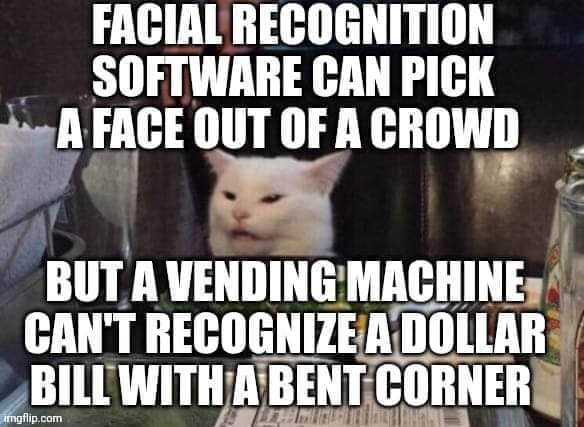 FACIAL RECOGNITION
SOFTWARE CAN PICK
A FACE OUT OF A CROWD
BUT A VENDING MACHINE
CAN'T RECOGNIZE A DOLLAR
BILL WITH A BENT CORNER
imgflip.com